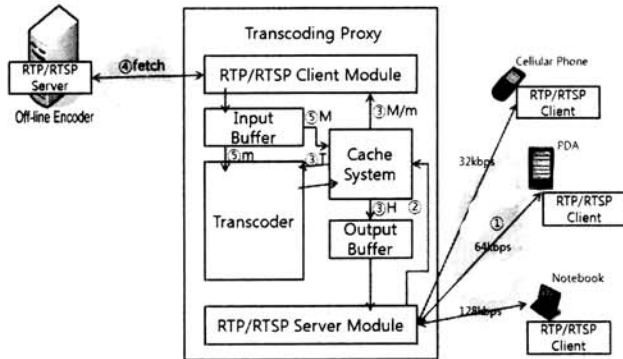 Transcoding Proxy
RTP/RTSP
Server
Off-line Encoder
④fetch
RTP/RTSP Client Module
Input
Buffer
⑤M
③M/m
⑤m
③T
Cache
System
Transcoder
③H
②
Output
Buffer
RTP/RTSP Server Module
Cellular Phone
RTP/RTSP
Client
32kbps
PDA
RTP/RTSP
Client
①
64kbps
Notebook
128kbps
RTP/RTSP
Client